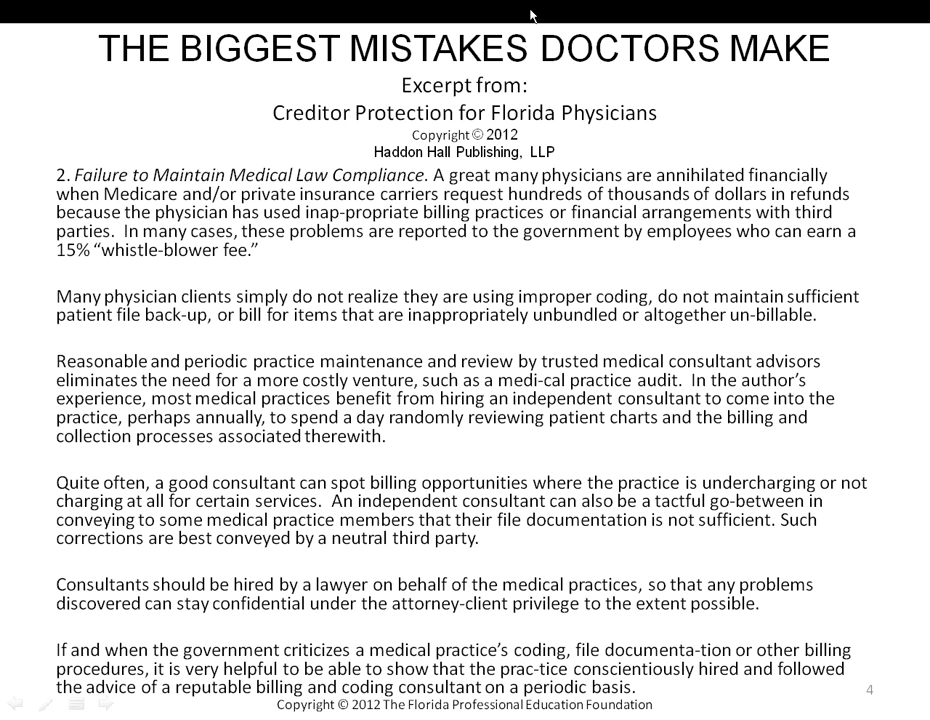 THE BIGGEST MISTAKES DOCTORS MAKE
Excerpt from:
Creditor Protection for Florida Physicians
Copyright © 2012
Haddon Hall Publishing, LLP
2. Failure to Maintain Medical Law Compliance. A great many physicians are annihilated financially
when Medicare and/or private insurance carriers request hundreds of thousands of dollars in refunds
because the physician has used inap-propriate billing practices or financial arrangements with third
parties. In many cases, these problems are reported to the government by employees who can earn a
15% “whistle-blower fee.”
Many physician clients simply do not realize they are using improper coding, do not maintain sufficient
patient file back-up, or bill for items that are inappropriately unbundled or altogether un-billable.
Reasonable and periodic practice maintenance and review by trusted medical consultant advisors
eliminates the need for a more costly venture, such as a medi-cal practice audit. In the author’s
experience, most medical practices benefit from hiring an independent consultant to come into the
practice, perhaps annually, to spend a day randomly reviewing patient charts and the billing and
collection processes associated therewith.
Quite often, a good consultant can spot billing opportunities where the practice is undercharging or not
charging at all for certain services. An independent consultant can also be a tactful go-between in
conveying to some medical practice members that their file documentation is not sufficient. Such
corrections are best conveyed by a neutral third party.
Consultants should be hired by a lawyer on behalf of the medical practices, so that any problems
discovered can stay confidential under the attorney-client privilege to the extent possible.
If and when the government criticizes a medical practice’s coding, file documenta-tion or other billing
procedures, it is very helpful to be able to show that the prac-tice conscientiously hired and followed
the advice of a reputable billing and coding consultant on a periodic basis.
4
Copyright © 2012 The Florida Professional Education Foundation